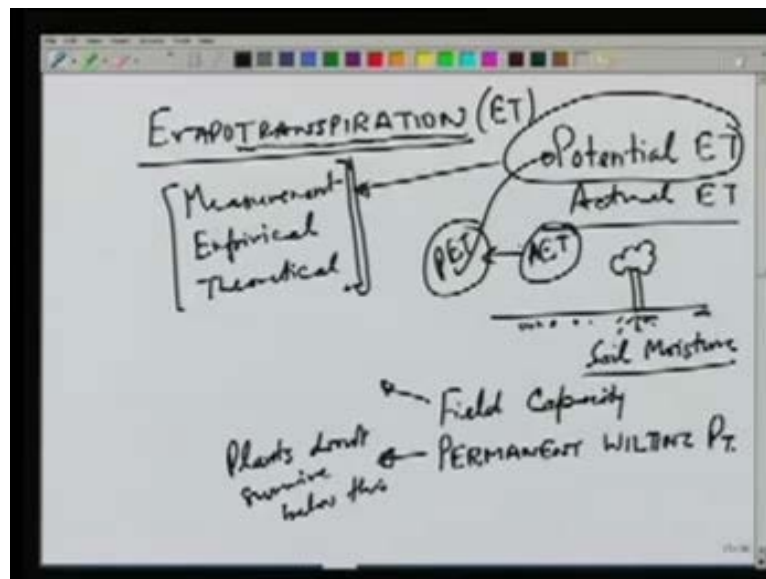 EVAPOTRANSPIRATION (ET)
Potential ET
Actual ET
Measurement
Empirical
Theoretical
PET
AET
Soil Moisture
Field Capacity
PERMANENT WILTING PT.
Plants don't
survive
below this